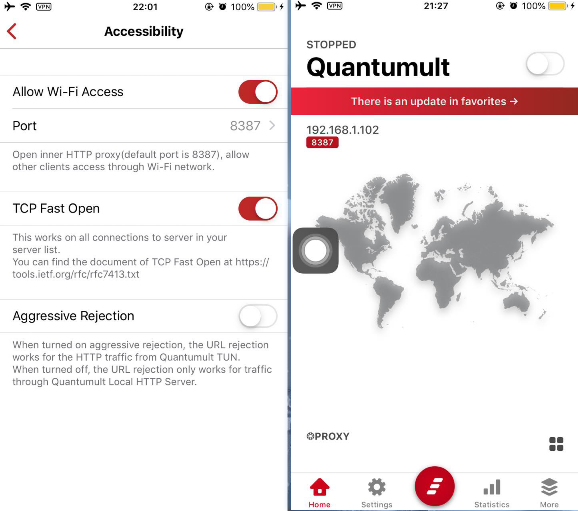 VPN 22:01 100%
Accessibility
Allow Wi-Fi Access
Port 8387
Open inner HTTP proxy(default port is 8387), allow
other clients access through Wi-Fi network.
TCP Fast Open
This works on all connections to server in your
server list.
You can find the document of TCP Fast Open at https://
tools.ietf.org/rfc/rfc7413.txt
Aggressive Rejection
When turned on aggressive rejection, the URL rejection
works for the HTTP traffic from Quantumult TUN.
When turned off, the URL rejection only works for traffic
through Quantumult Local HTTP Server.
VPN 21:27 100%
STOPPED
Quantumult
There is an update in favorites →
192.168.1.102
8387
PROXY
Home Settings Statistics More